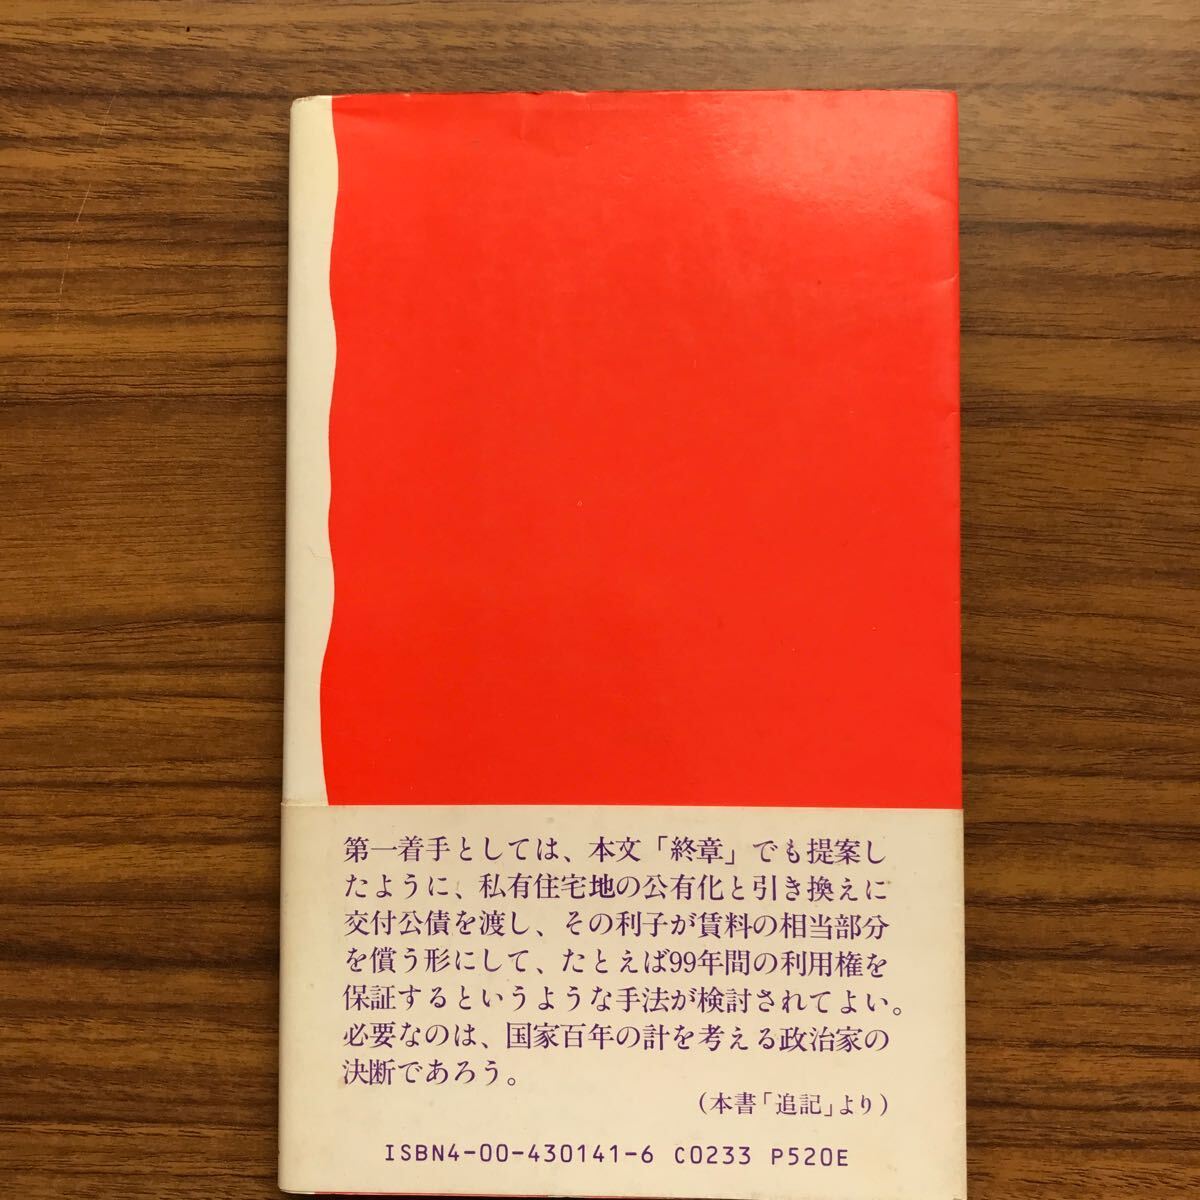 第一着手としては、本文「終章」でも提案し
たように、私有住宅地の公有化と引き換えに
交付公債を渡し、その利子が賃料の相当部分
を償う形にして、たとえば99年間の利用権を
保証するというような手法が検討されてよい。
必要なのは、国家百年の計を考える政治家の
決断であろう。
(本書「追記」より)
ISBN4-00-430141-6 C0233 P520E